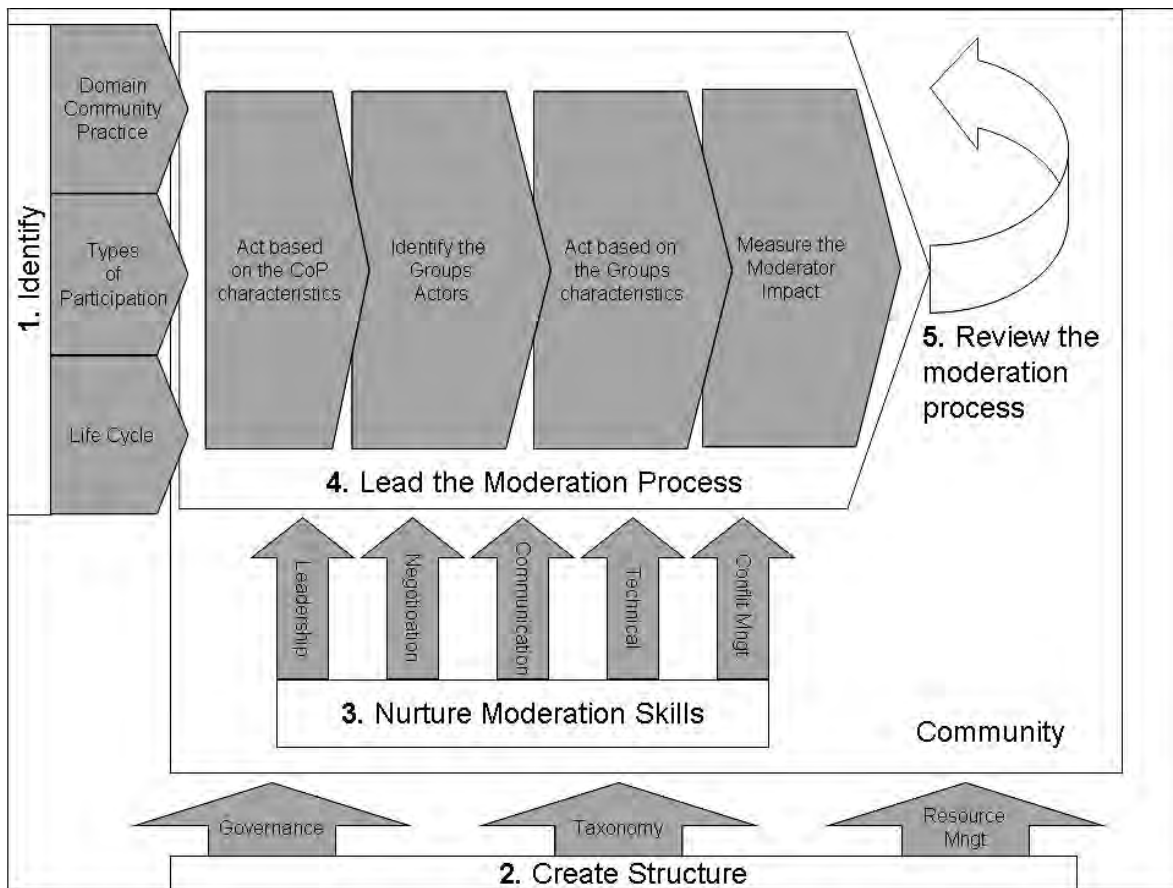 1. Identify
Domain
Community
Practice
Types
of
Participation
Life Cycle
Act based
on the CoP
characteristics
Identify the
Groups
Actors
Act based on
the Groups
characteristics
Measure the
Moderator
Impact
5. Review the
moderation
process
4. Lead the Moderation Process
Leadership
Negotioation
Communication
Technical
Conflit Mngt
3. Nurture Moderation Skills
Community
Governance
Taxonomy
Resource
Mngt
2. Create Structure